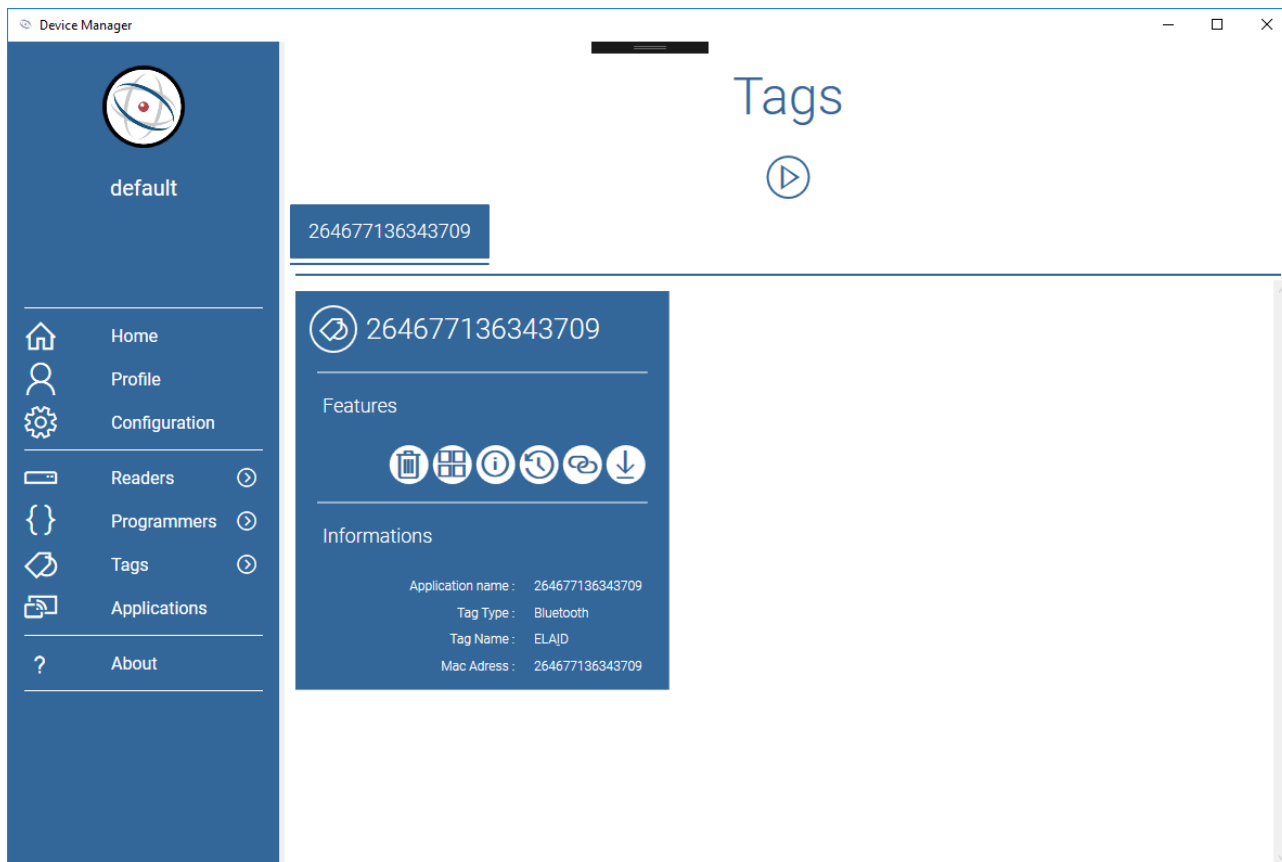 Device Manager
default
Home
Profile
Configuration
Readers
Programmers
Tags
Applications
?
About
Tags
264677136343709
264677136343709
Features
Informations
Application name : 264677136343709
Tag Type : Bluetooth
Tag Name : ELAID
Mac Adress : 264677136343709